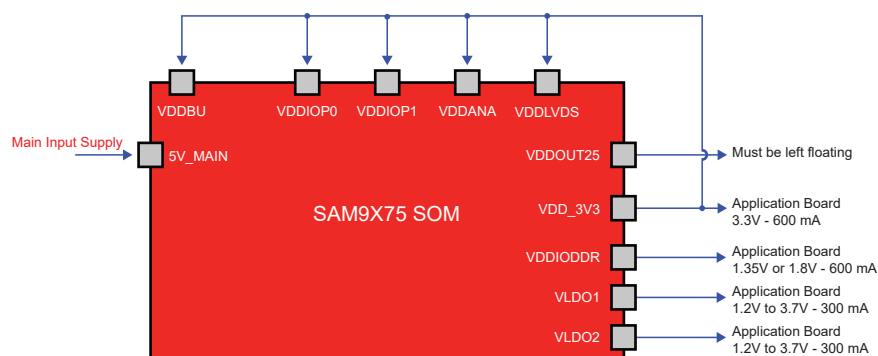 VDDBU
VDDIOP0
VDDIOP1
VDDANA
VDDLVDS
Main Input Supply
5V_MAIN
VDDOUT25
Must be left floating
SAM9X75 SOM
VDD_3V3
Application Board
3.3V - 600 mA
VDDIODDR
Application Board
1.35V or 1.8V - 600 mA
VLDO1
Application Board
1.2V to 3.7V - 300 mA
VLDO2
Application Board
1.2V to 3.7V - 300 mA